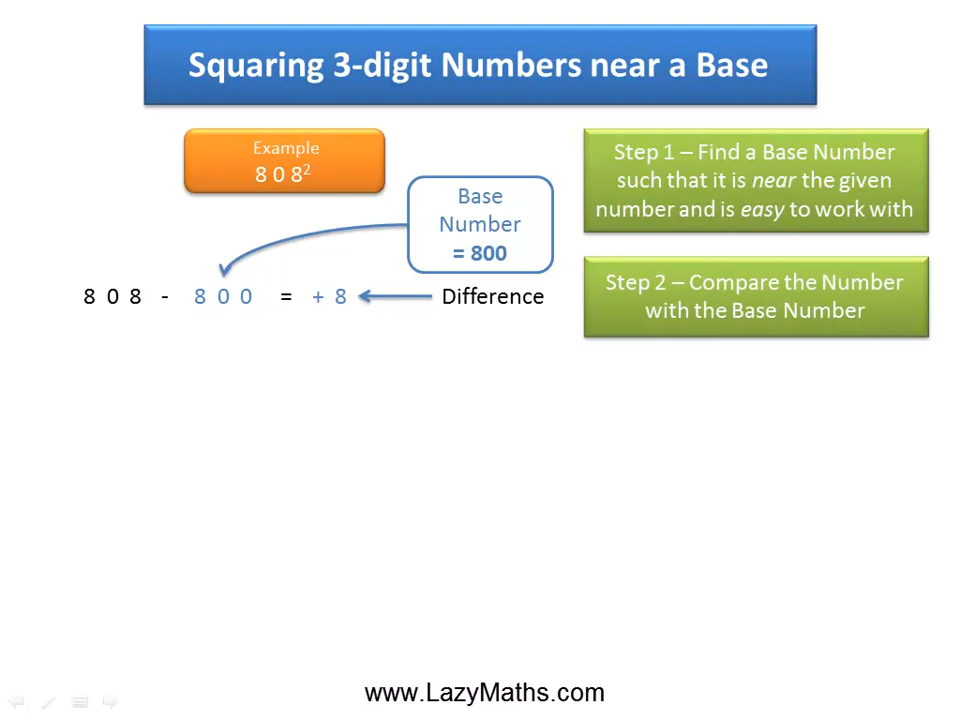 Squaring 3-digit Numbers near a Base
Example
8 0 8²
Base
Number
= 800
8 0 8 - 8 0 0 = + 8
Difference
Step 1 – Find a Base Number
such that it is near the given
number and is easy to work with
Step 2 – Compare the Number
with the Base Number
www.LazyMaths.com